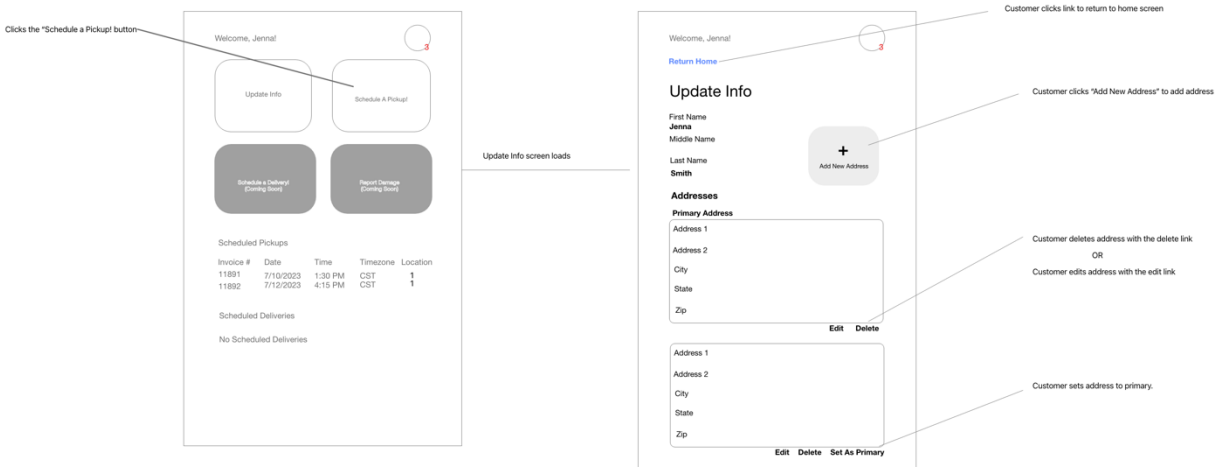 Clicks the "Schedule a Pickup! button
Welcome, Jenna!
3
Update Info
Schedule A Pickup!
Schedule a Delivery!
(Coming Soon)
Report Damage
(Coming Soon)
Scheduled Pickups
Invoice # Date Time Timezone Location
11891 7/10/2023 1:30 PM CST 1
11892 7/12/2023 4:15 PM CST 1
Scheduled Deliveries
No Scheduled Deliveries
Update Info screen loads
Welcome, Jenna!
3
Return Home
Update Info
First Name
Jenna
Middle Name
Last Name
Smith
+
Add New Address
Addresses
Primary Address
Address 1
Address 2
City
State
Zip
Edit Delete
Address 1
Address 2
City
State
Zip
Edit Delete Set As Primary
Customer clicks link to return to home screen
Customer clicks "Add New Address" to add address
Customer deletes address with the delete link
OR
Customer edits address with the edit link
Customer sets address to primary.